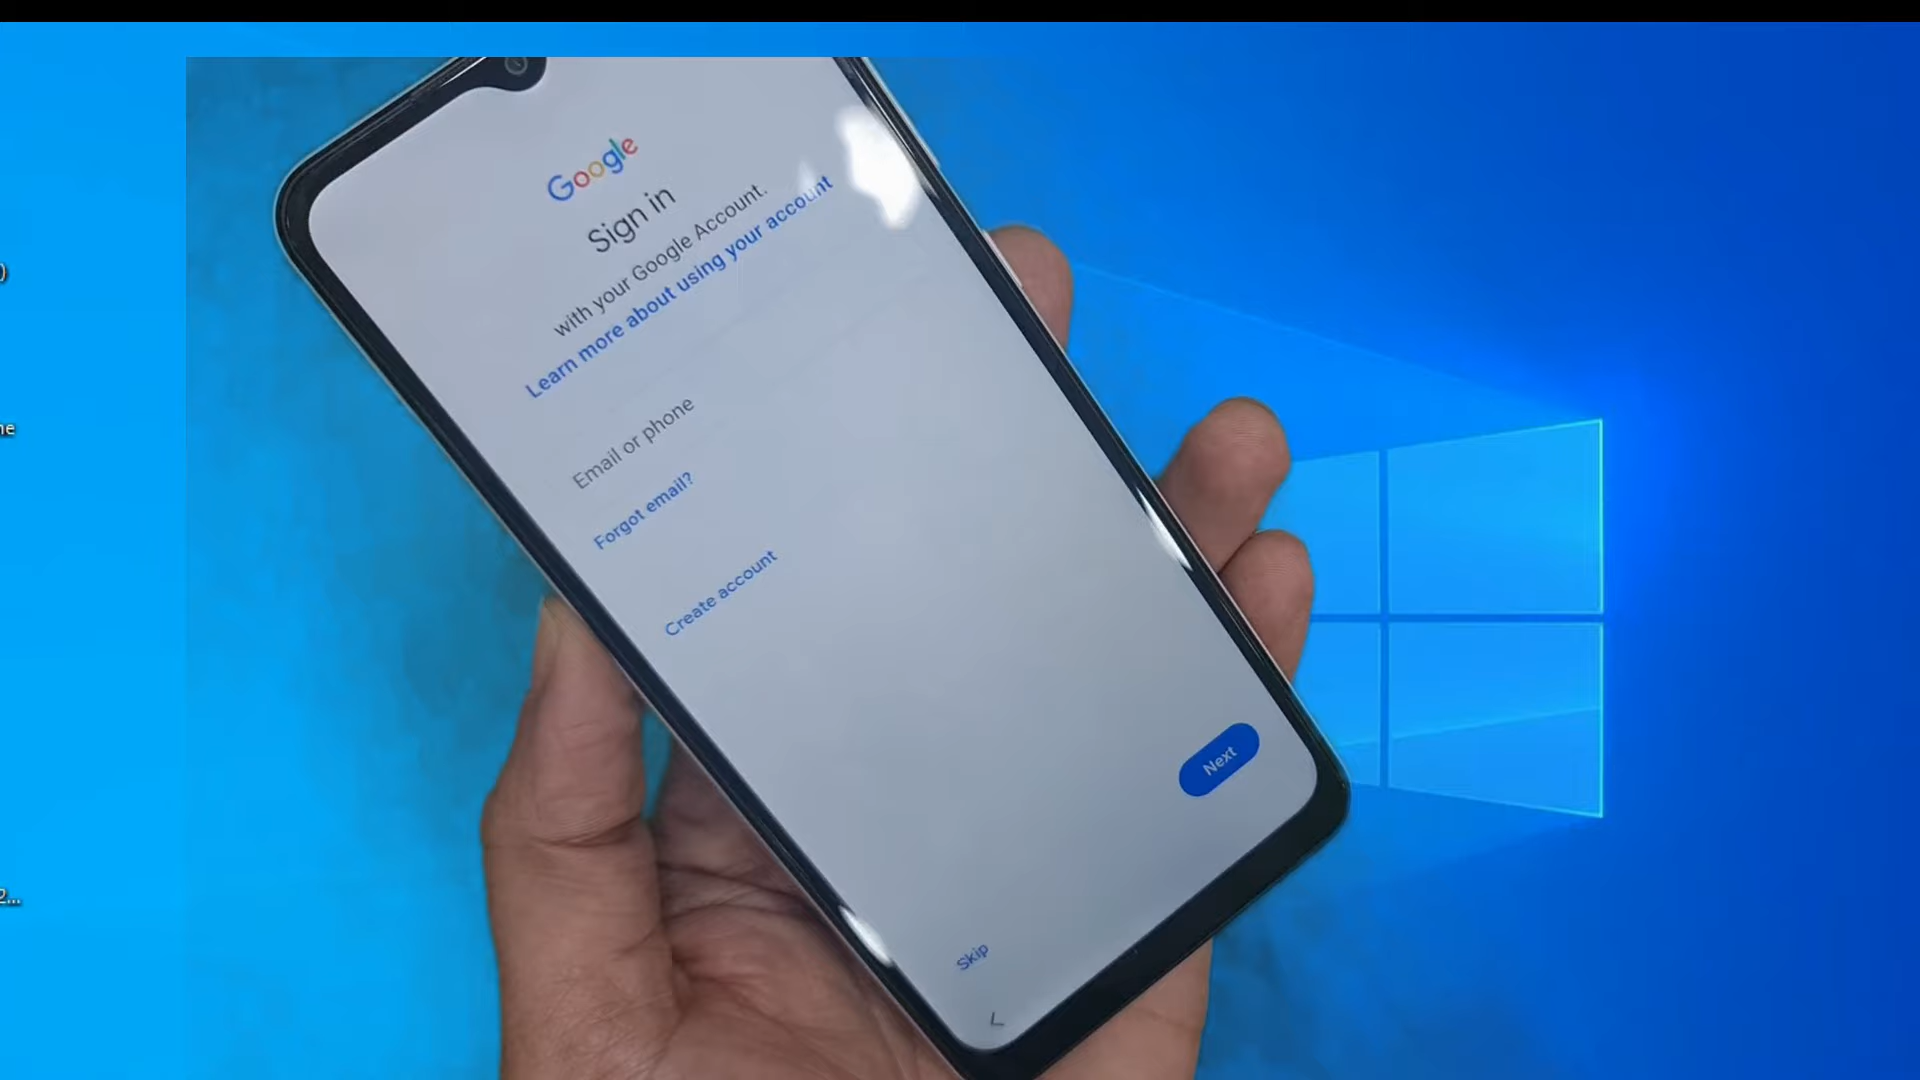 Google
Sign in
with your Google Account.
Learn more about using your account
Email or phone
Forgot email?
Create account
Next
Skip